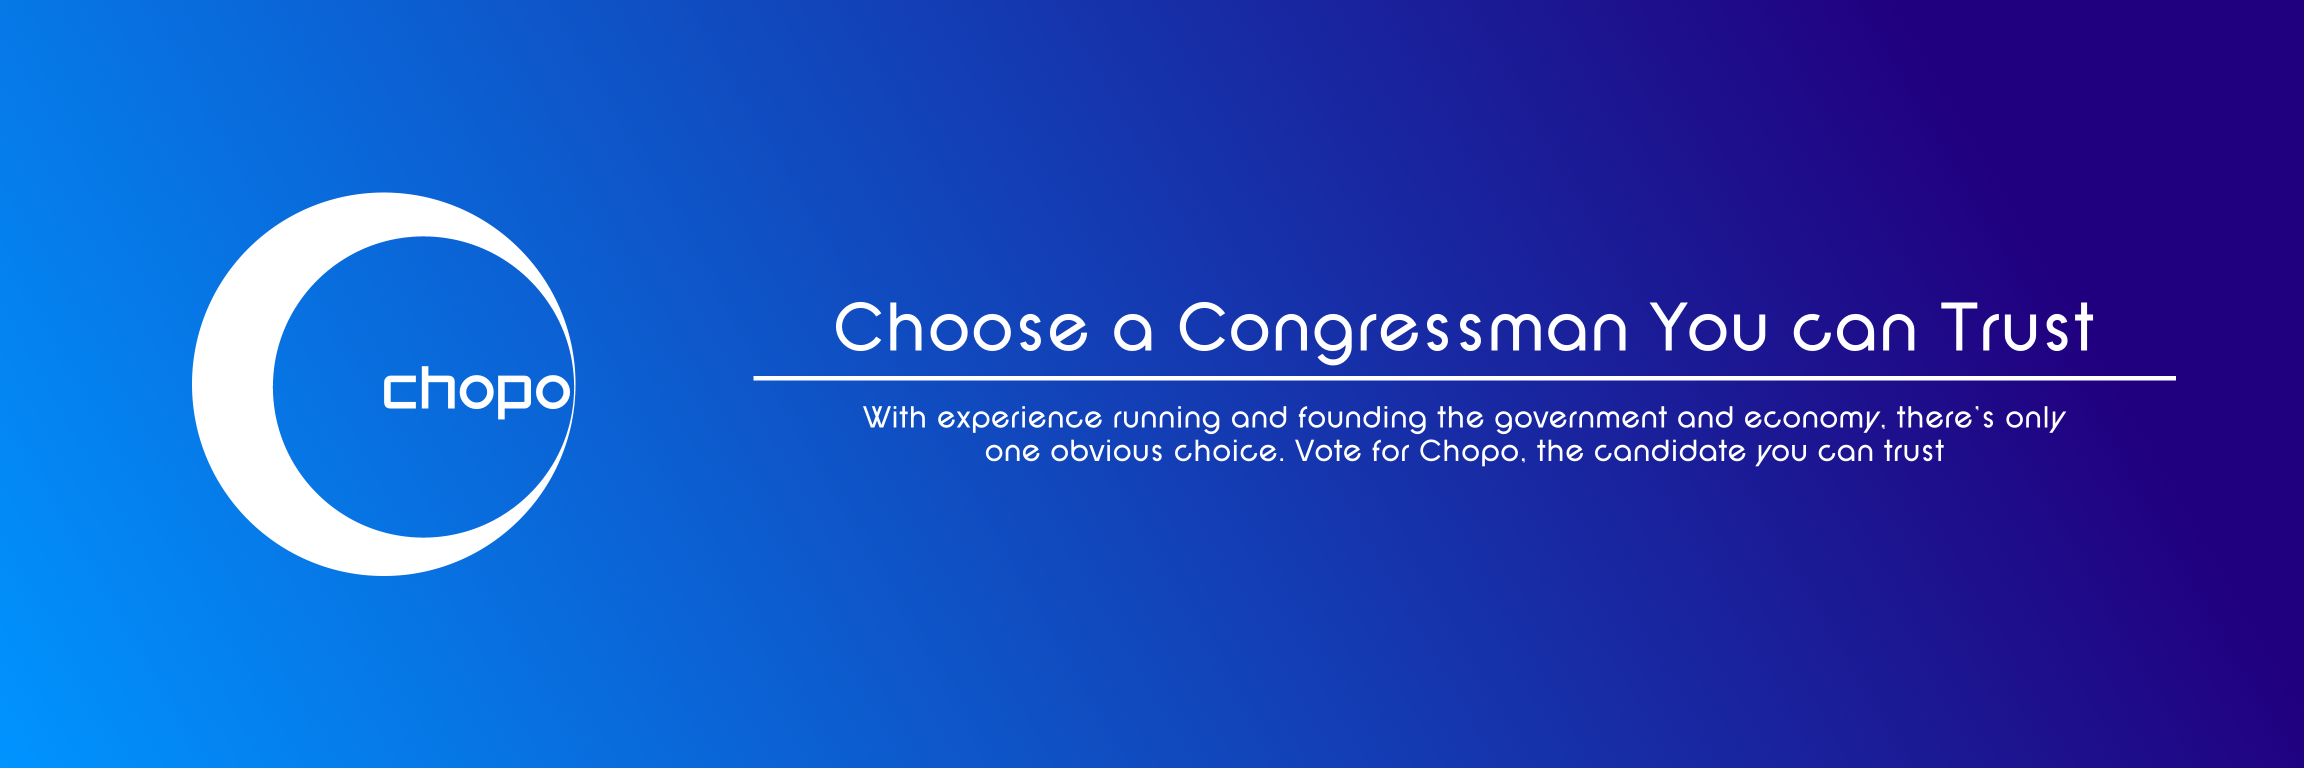 chopo
Choose a Congressman You can Trust
With experience running and founding the government and economy, there's only
one obvious choice. Vote for Chopo, the candidate you can trust